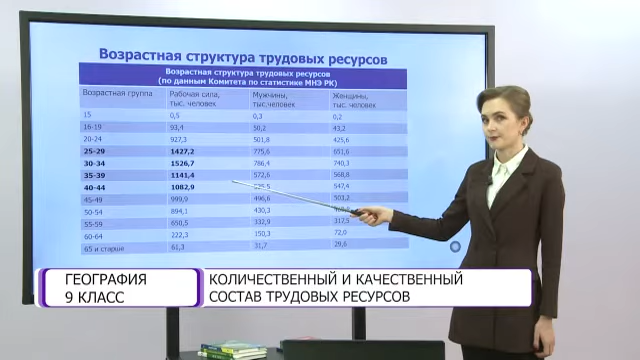 Возрастная структура трудовых ресурсов
Возрастная структура трудовых ресурсов
(по данным Комитета по статистике МНЭ РК)
Возрастная группа Рабочая сила, тыс. человек Мужчины, тыс.человек Женщины, тыс. человек
15 0,5 0,3 0,2
16-19 93,4 50,2 43,2
20-24 927,3 501,8 425,6
25-29 1427,2 775,6 651,6
30-34 1526,7 786,4 740,3
35-39 1141,4 572,6 568,8
40-44 1082,9 547,4
45-49 999,9 496,6 503,2
50-54 894,1 430,3
55-59 650,5 332,9 317,5
60-64 222,3 150,3 72,0
65 и старше 61,3 31,7 29,6
ГЕОГРАФИЯ
9 КЛАСС
КОЛИЧЕСТВЕННЫЙ И КАЧЕСТВЕННЫЙ
СОСТАВ ТРУДОВЫХ РЕСУРСОВ